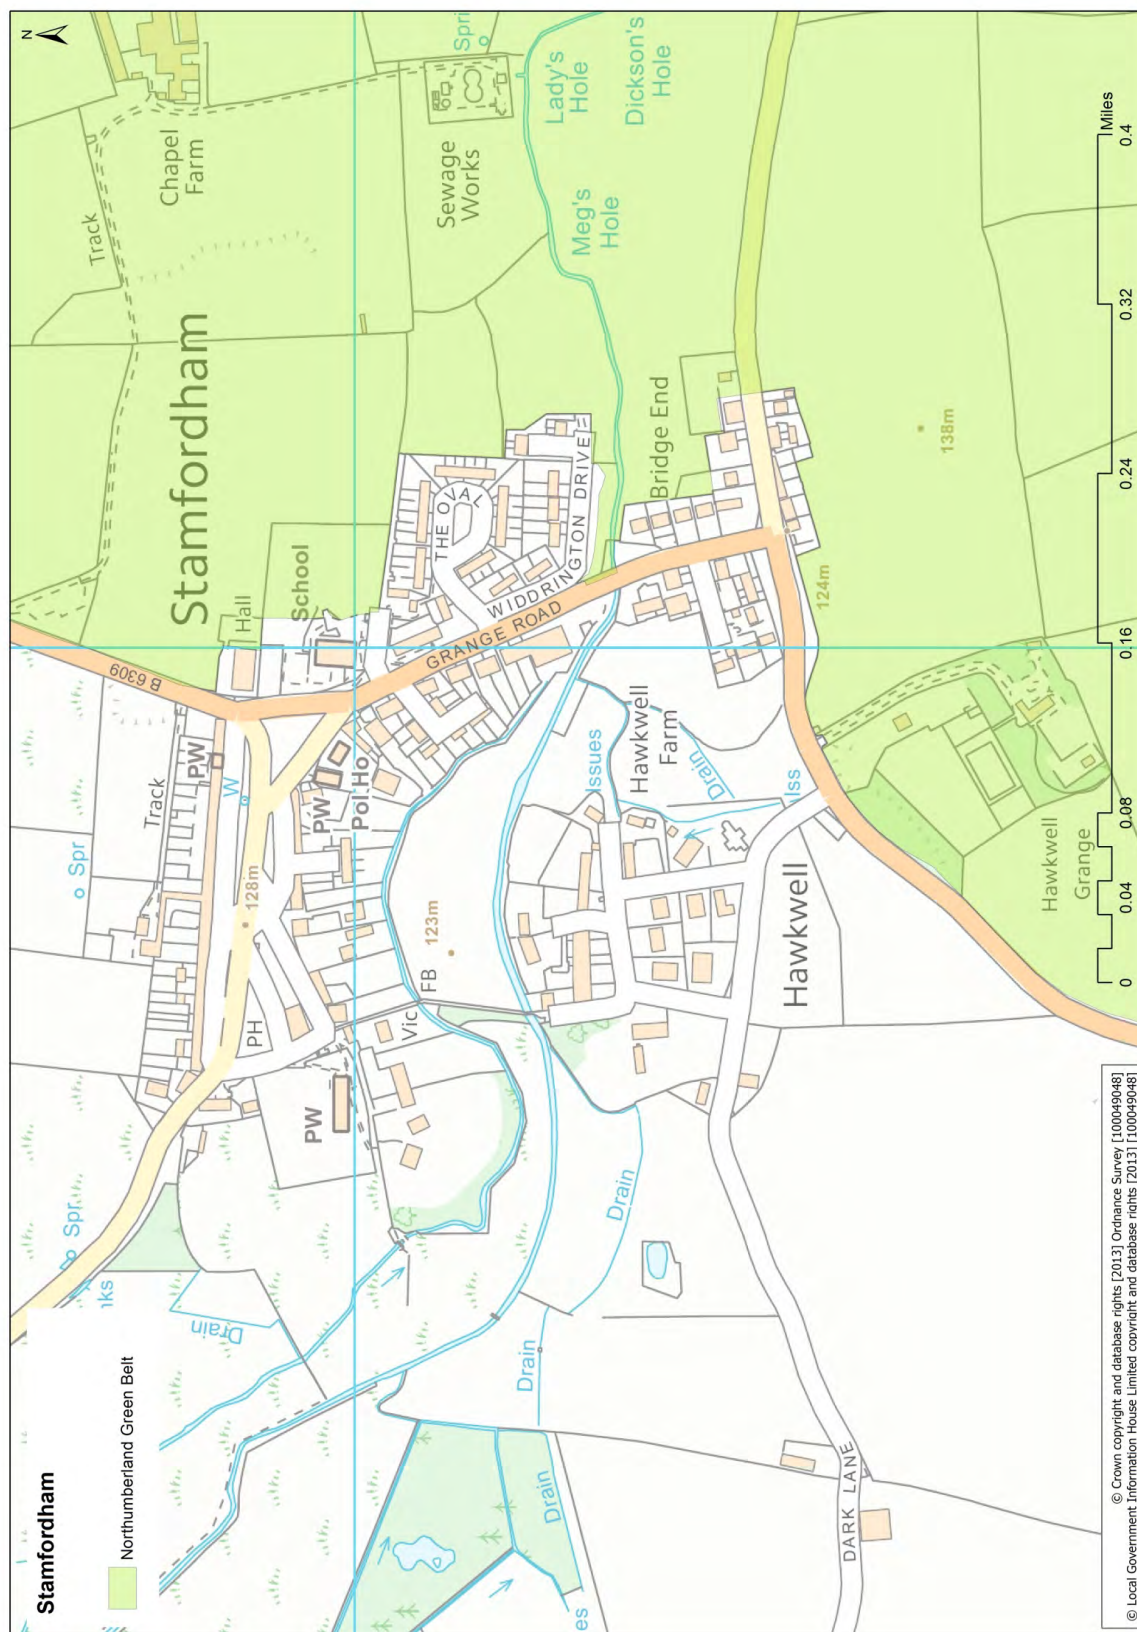 Stamfordham
Northumberland Green Belt
N
Spr
Spr
Spri
nks
Drain
Track
Track
PW
W
B 6309
128m
PH
PW
Pol Ho
PW
Hall
School
Stamfordham
Chapel
Farm
Sewage
Works
Vic
FB
123m
THE OVAL
WIDDRINGTON DRIVE
GRANGE ROAD
Lady's
Hole
Dickson's
Hole
Meg's
Hole
Bridge End
Issues
Hawkwell
Farm
Drain
Iss
Drain
Drain
Drain
es
Hawkwell
124m
138m
Hawkwell
Grange
DARK LANE
Miles
0
0.04
0.08
0.16
0.24
0.32
0.4
© Crown copyright and database rights [2013] Ordnance Survey [100049048]
© Local Government Information House Limited copyright and database rights [2013] [100049048]